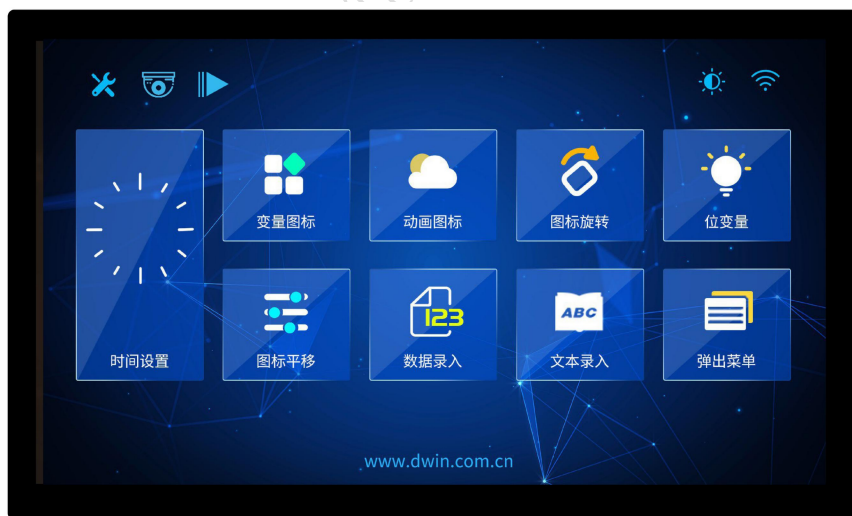 变量图标
动画图标
图标旋转
位变量
时间设置
图标平移
123
数据录入
ABC
文本录入
弹出菜单
www.dwin.com.cn